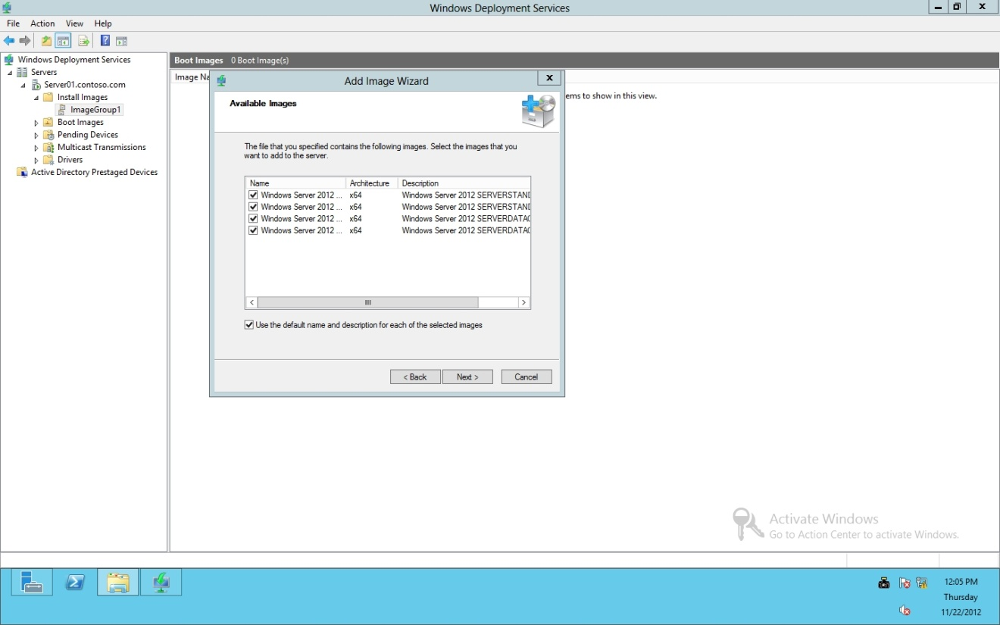 Windows Deployment Services
File Action View Help
Windows Deployment Services
Servers
Server01.contoso.com
Install Images
ImageGroup1
Boot Images
Pending Devices
Multicast Transmissions
Drivers
Active Directory Prestaged Devices
Boot Images 0 Boot Image(s)
Image Na
ems to show in this view.
Add Image Wizard
Available Images
The file that you specified contains the following images. Select the images that you
want to add to the server.
Name Architecture Description
Windows Server 2012 ... x64 Windows Server 2012 SERVERSTAND
Windows Server 2012 ... x64 Windows Server 2012 SERVERSTAND
Windows Server 2012 ... x64 Windows Server 2012 SERVERDATAC
Windows Server 2012 ... x64 Windows Server 2012 SERVERDATAC
Use the default name and description for each of the selected images
< Back Next > Cancel
Activate Windows
Go to Action Center to activate Windows.
12:05 PM
Thursday
11/22/2012